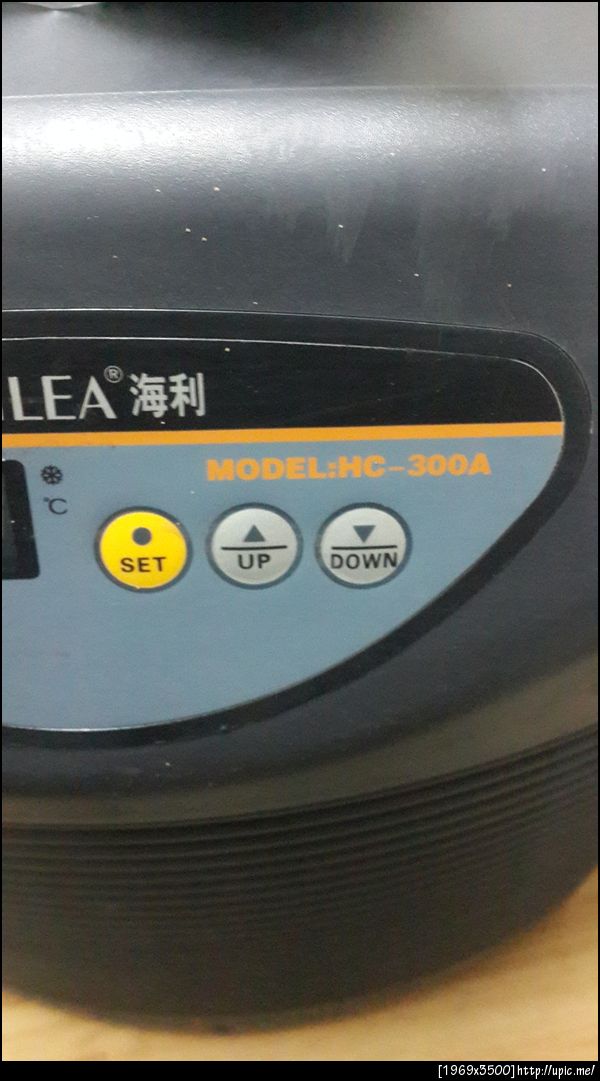 LEA® 海利
MODEL:HC-300A
℃
SET
UP
DOWN
[1969x3500]http://upic.me/